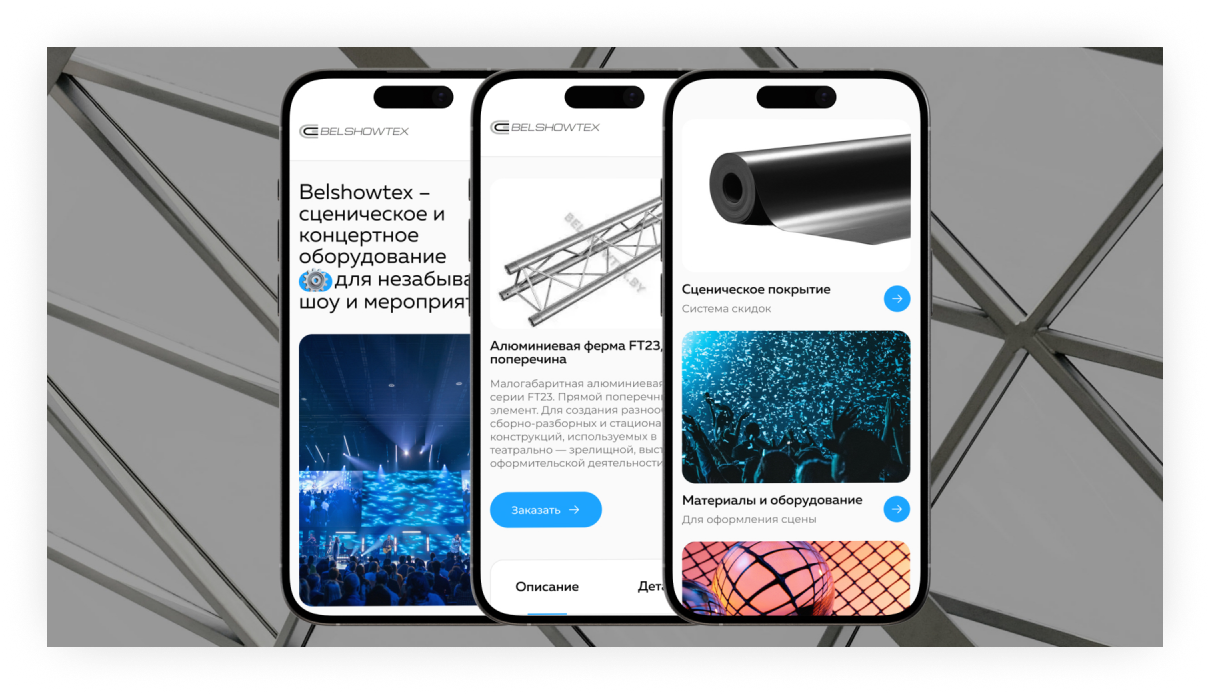 BELSHOWTEX
Belshowtex –
сценическое и
концертное
оборудование
для незабыва
шоу и мероприят
BELSHOWTEX
Алюминиевая ферма FT23,
поперечина
Малогабаритная алюминиевая
серии FT23. Прямой попереч
элемент. Для создания разноо
сборно-разборных и стациона
конструкций, используемых в
театрально — зрелищной, выст
оформительской деятельности
Заказать →
Описание
Дета
Сценическое покрытие
Система скидок
Материалы и оборудование
Для оформления сцены